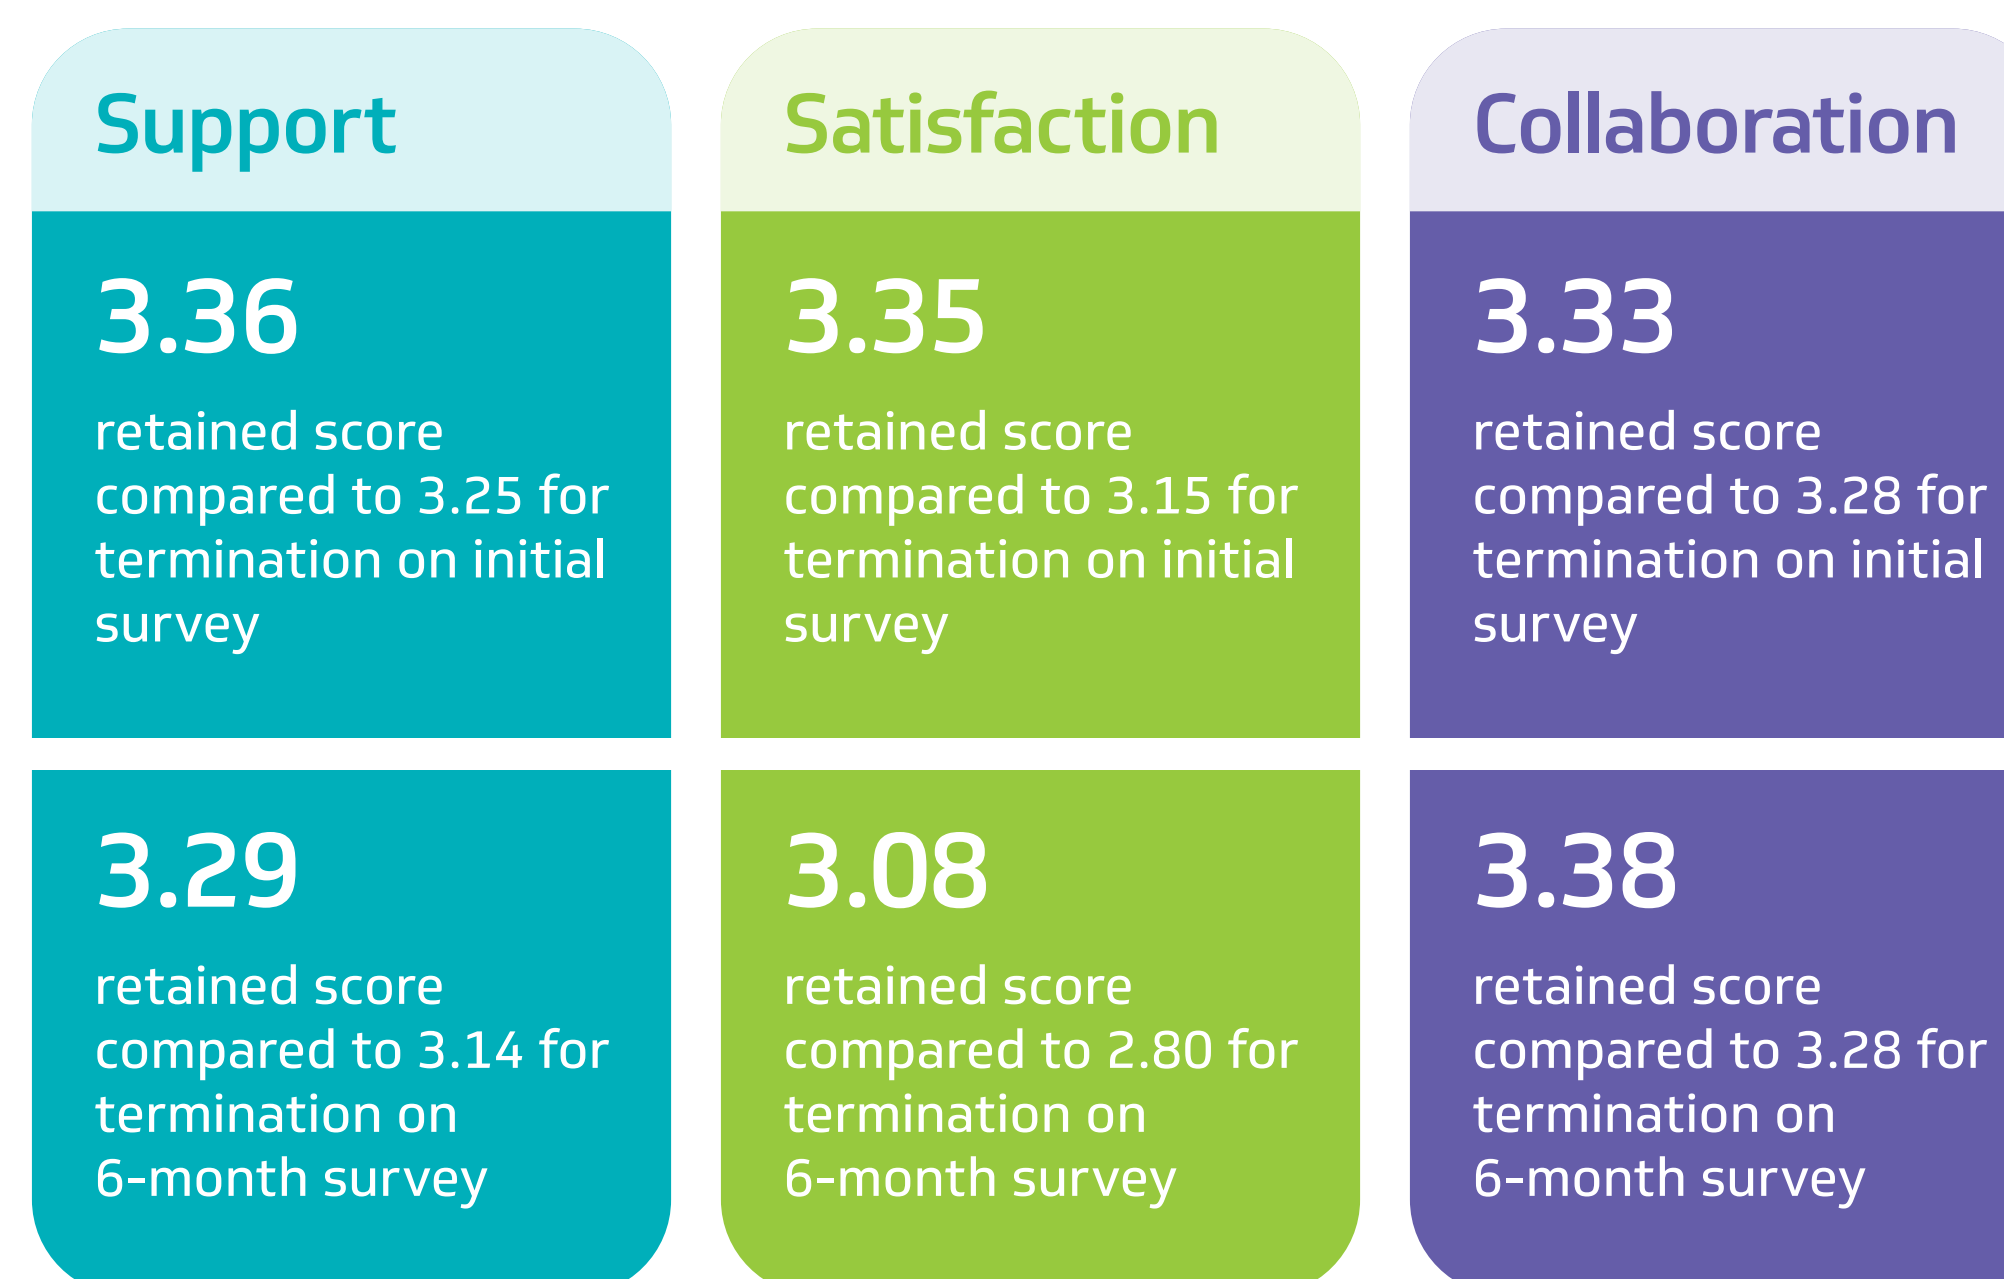 Support
3.36
retained score
compared to 3.25 for
termination on initial
survey
3.29
retained score
compared to 3.14 for
termination on
6-month survey
Satisfaction
3.35
retained score
compared to 3.15 for
termination on initial
survey
3.08
retained score
compared to 2.80 for
termination on
6-month survey
Collaboration
3.33
retained score
compared to 3.28 for
termination on initial
survey
3.38
retained score
compared to 3.28 for
termination on
6-month survey